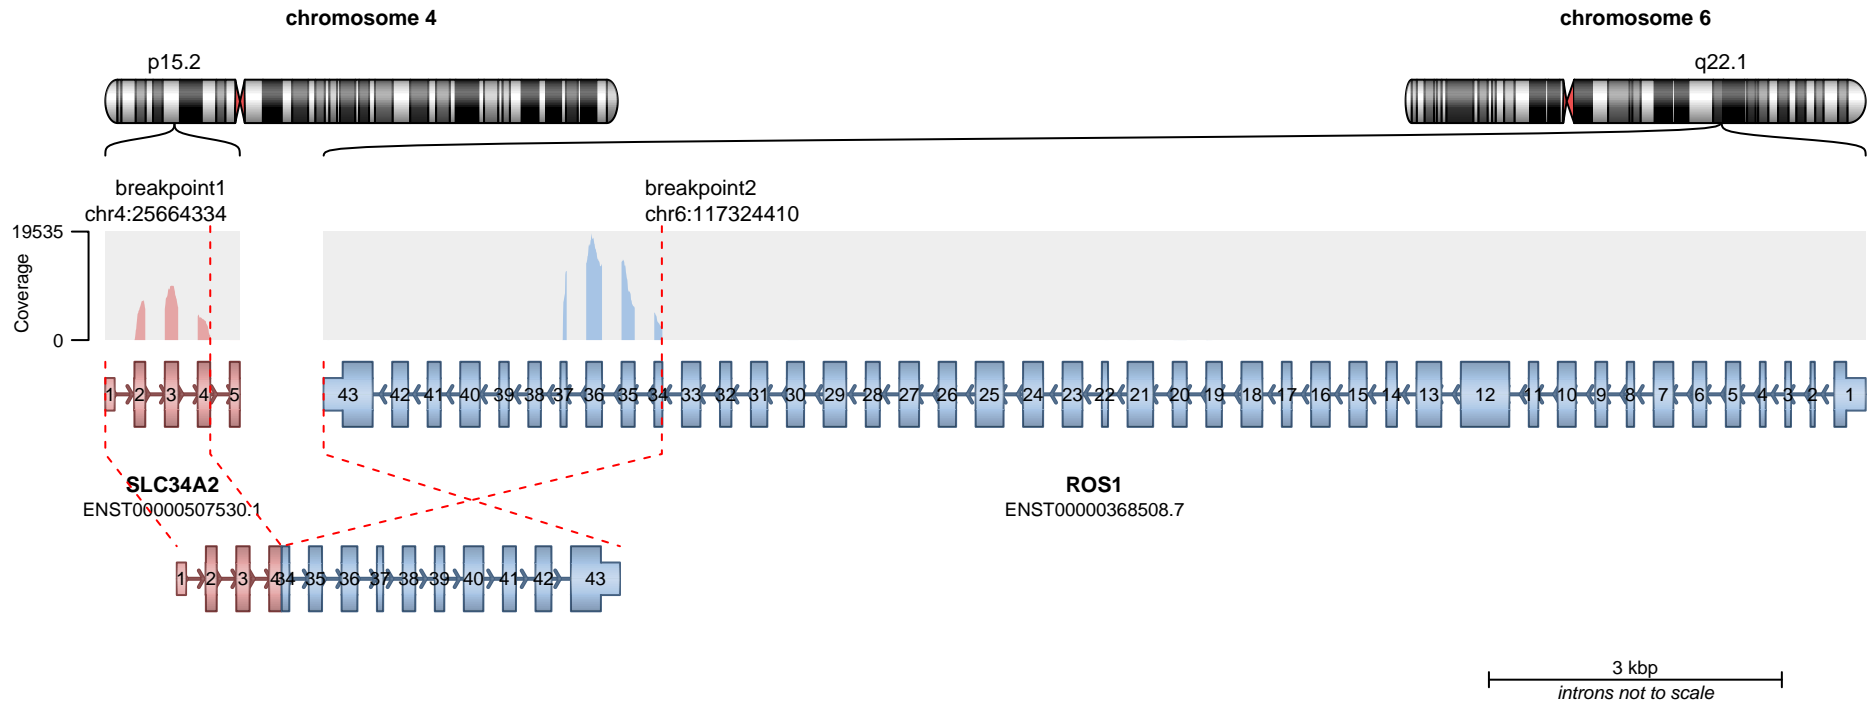 chromosome 4
chromosome 6
p15.2
q22.1
breakpoint1
chr4:25664334
breakpoint2
chr6:117324410
19535
Coverage
0
1 2 3 4 5
43 42 41 40 39 38 37 36 35 34 33 32 31 30 29 28 27 26 25 24 23 22 21 20 19 18 17 16 15 14 13 12 11 10 9 8 7 6 5 4 3 2 1
SLC34A2
ENST00000507530.1
ROS1
ENST00000368508.7
1 2 3 4 34 35 36 37 38 39 40 41 42 43
3 kbp
introns not to scale